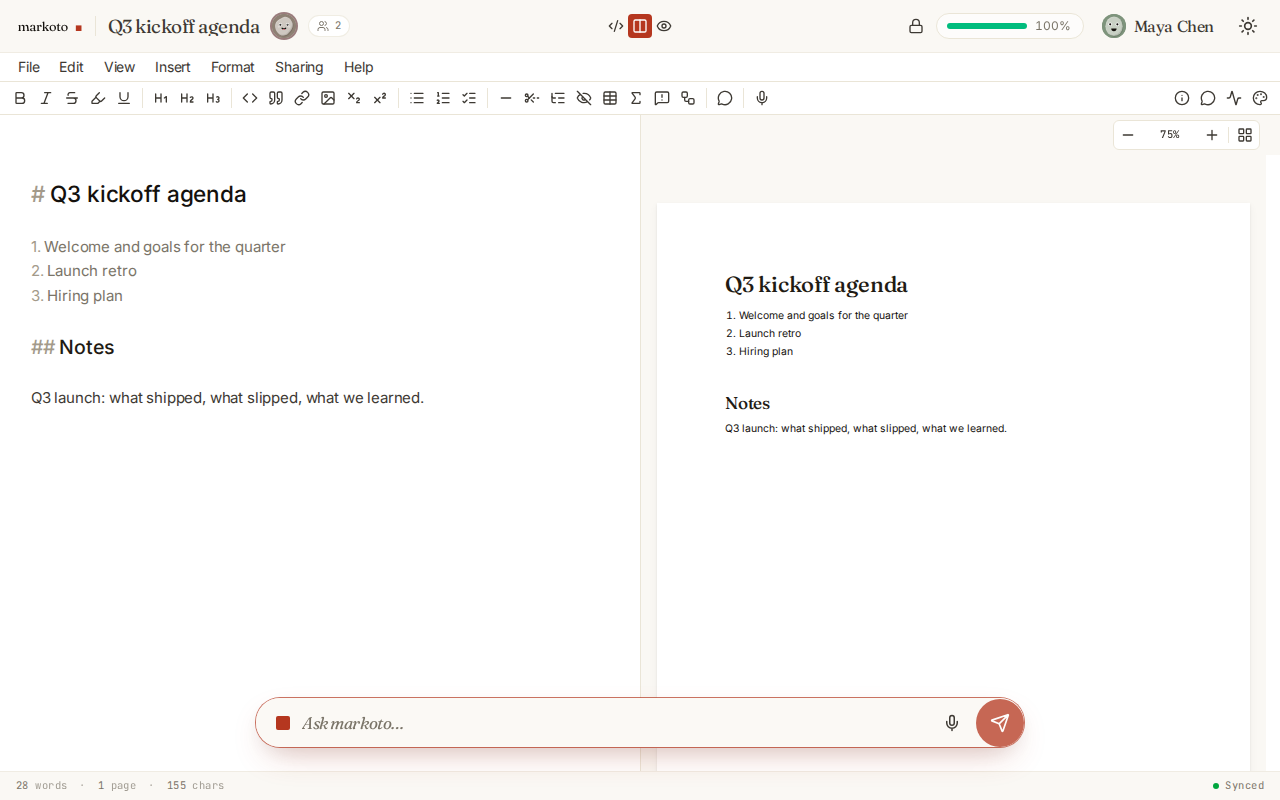 markoto
Q3 kickoff agenda
2
100%
Maya Chen
File Edit View Insert Format Sharing Help
H1 H2 H3
75%
# Q3 kickoff agenda
1. Welcome and goals for the quarter
2. Launch retro
3. Hiring plan
## Notes
Q3 launch: what shipped, what slipped, what we learned.
Q3 kickoff agenda
1. Welcome and goals for the quarter
2. Launch retro
3. Hiring plan
Notes
Q3 launch: what shipped, what slipped, what we learned.
Ask markoto...
28 words · 1 page · 155 chars
Synced